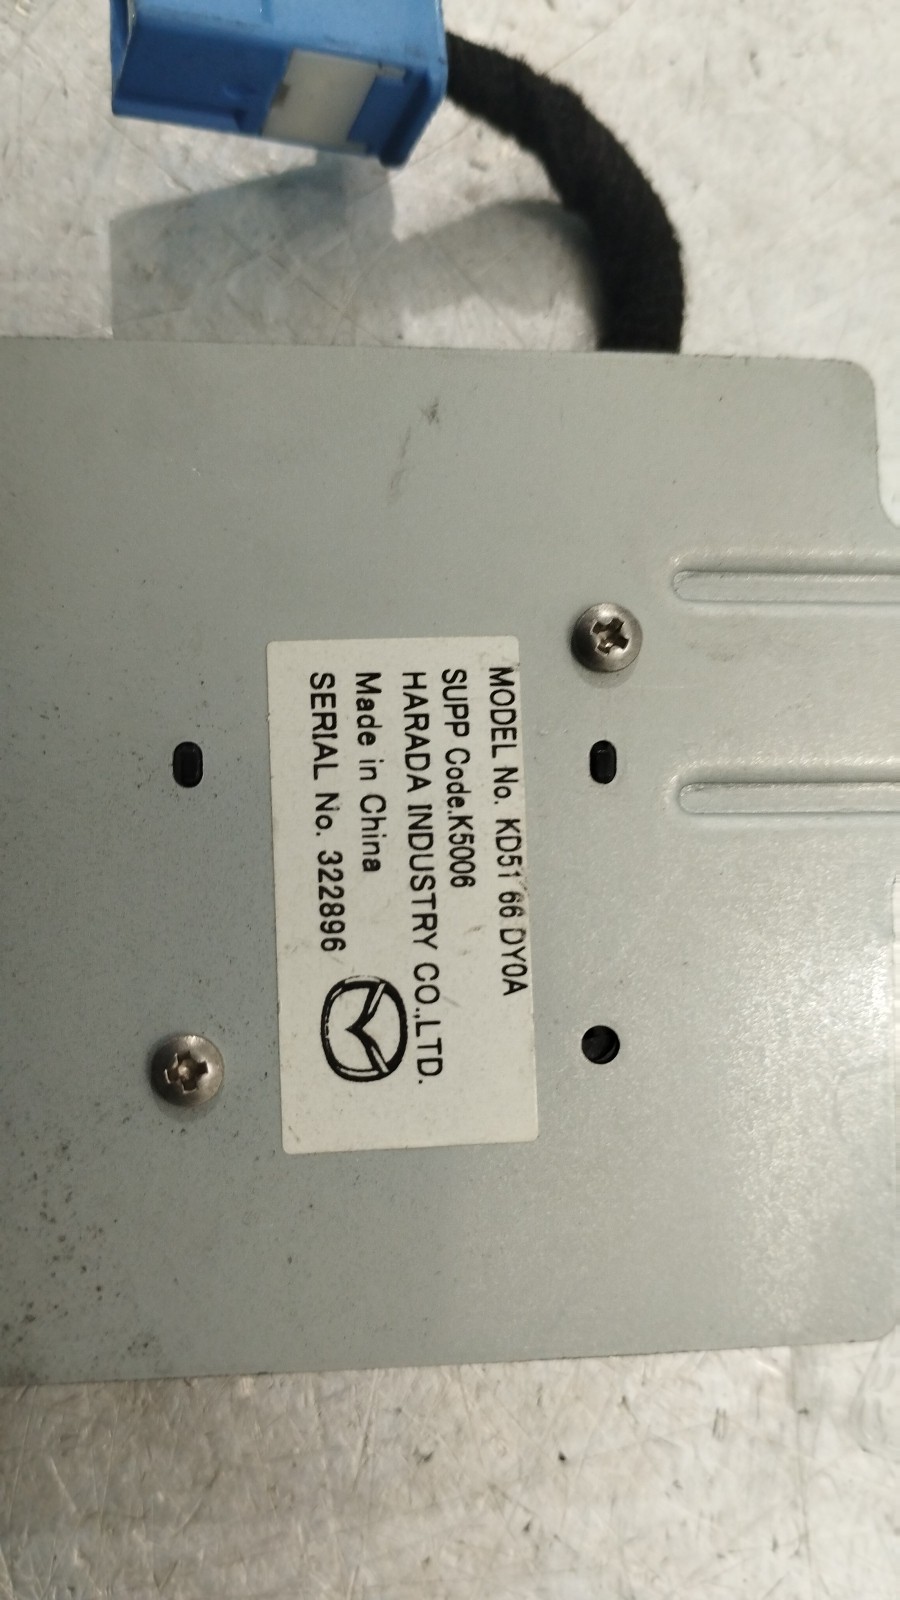 MODEL No. KD51 66 DY0A
SUPP Code.K5006
HARADA INDUSTRY CO.,LTD.
Made in China
SERIAL No. 322896